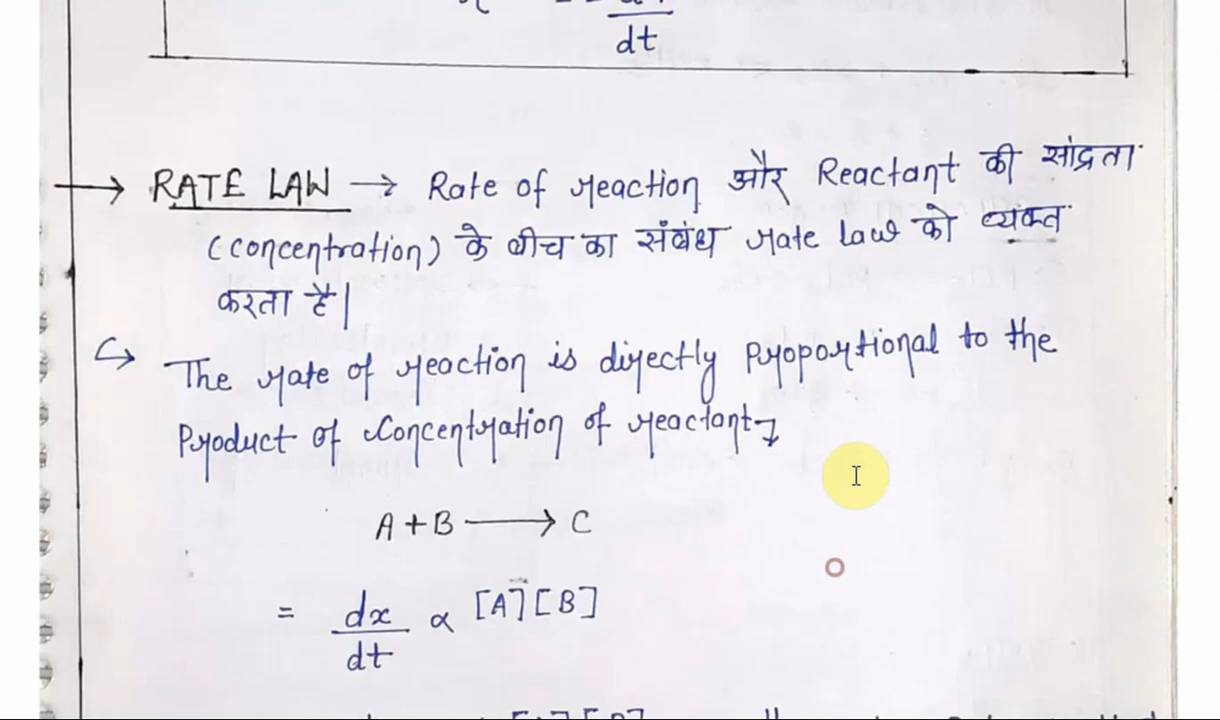 dt
→ RATE LAW → Rate of reaction और Reactant की सांद्रता
(concentration) के बीच का संबंध rate law को व्यक्त
करता है|
↳ The rate of reaction is directly proportional to the
Product of concentration of reactant
A + B ⟶ C
= dx/dt ∝ [A][B]